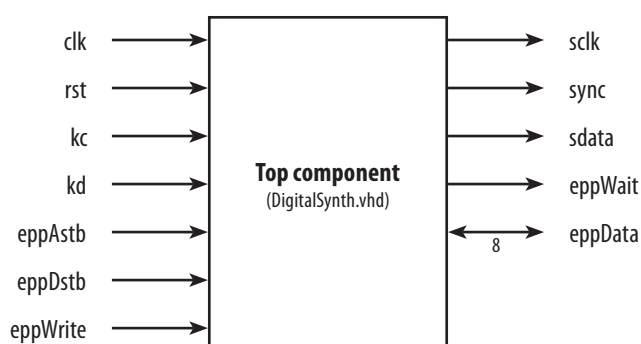 clk
rst
kc
kd
eppAstb
eppDstb
eppWrite
Top component
(DigitalSynth.vhd)
sclk
sync
sdata
eppWait
eppData
8